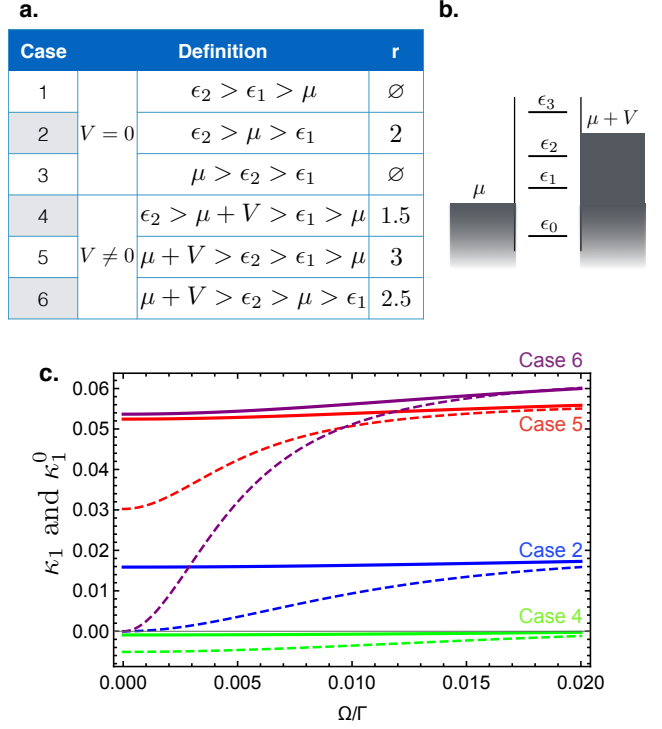 a.
Case Definition r
1 ϵ₂ > ϵ₁ > μ ∅
V = 0
2 ϵ₂ > μ > ϵ₁ 2
3 μ > ϵ₂ > ϵ₁ ∅
4 ϵ₂ > μ + V > ϵ₁ > μ 1.5
V ≠ 0
5 μ + V > ϵ₂ > ϵ₁ > μ 3
6 μ + V > ϵ₂ > μ > ϵ₁ 2.5
b.
ϵ₃
μ + V
ϵ₂
ϵ₁
μ
ϵ₀
c.
Case 6
0.06
0.05
Case 5
0.04
0.03
0.02
Case 2
0.01
Case 4
0.00
κ₁ and κ₁⁰
0.000 0.005 0.010 0.015 0.020
Ω/Γ